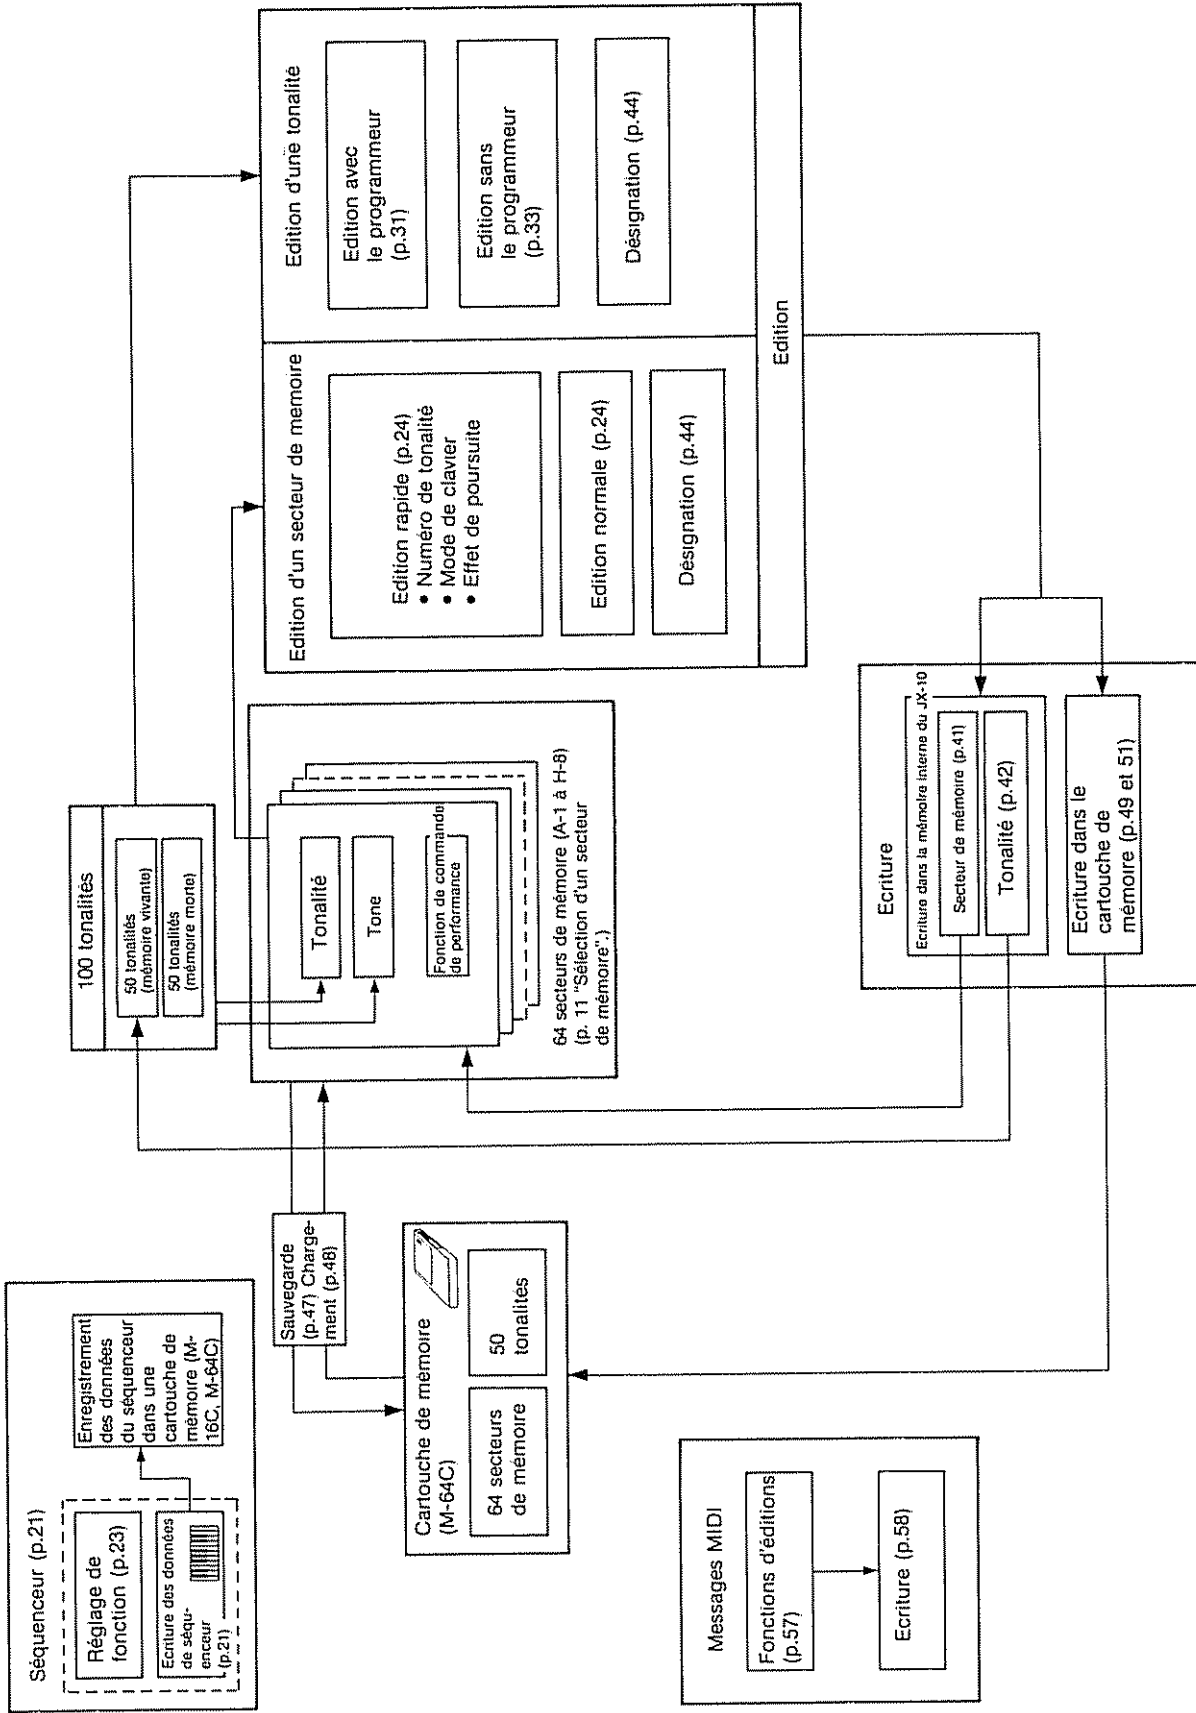 Séquenceur (p.21)
Réglage de
fonction (p.23)
Ecriture des données
de séqu-
enceur
(p.21)
Enregistrement
des données
du séquenceur
dans une
cartouche de
mémoire (M-
16C, M-64C)
Sauvegarde
(p.47) Charge-
ment (p.48)
Cartouche de mémoire
(M-64C)
64 secteurs
de mémoire
50
tonalités
Messages MIDI
Fonctions d'éditions
(p.57)
Ecriture (p.58)
100 tonalités
50 tonalités
(mémoire vivante)
50 tonalités
(mémoire morte)
Tonalité
Tone
Fonction de commande
de performance
64 secteurs de mémoire (A-1 à H-8)
(p. 11 "Sélection d'un secteur
de mémoire".)
Ecriture
Ecriture dans la mémoire interne du JX-10
Secteur de mémoire (p.41)
Tonalité (p.42)
Ecriture dans le
cartouche de
mémoire (p.49 et 51)
Edition d'un secteur de memoire
Edition rapide (p.24)
• Numéro de tonalité
• Mode de clavier
• Effet de poursuite
Edition normale (p.24)
Désignation (p.44)
Edition d'une tonalité
Edition avec
le programmeur
(p.31)
Edition sans
le programmeur
(p.33)
Désignation (p.44)
Edition